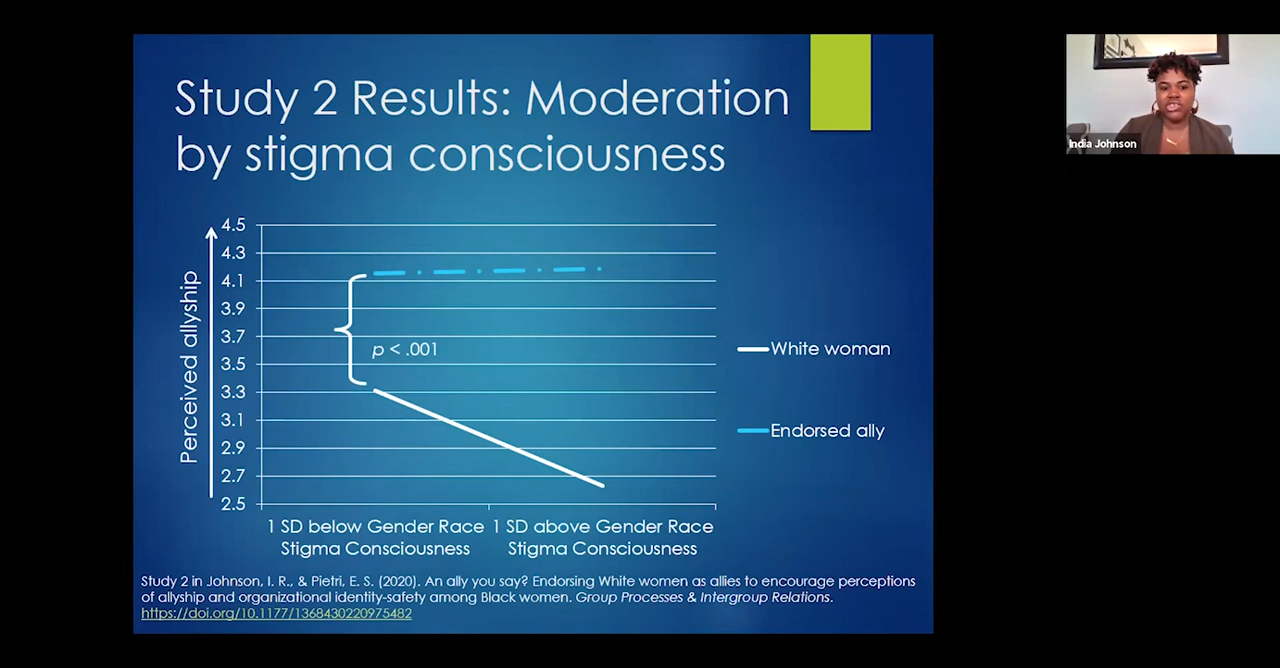 Study 2 Results: Moderation
by stigma consciousness
India Johnson
Perceived allyship
4.5
4.3
4.1
3.9
3.7
3.5
3.3
3.1
2.9
2.7
2.5
p < .001
White woman
Endorsed ally
1 SD below Gender Race
Stigma Consciousness
1 SD above Gender Race
Stigma Consciousness
Study 2 in Johnson, I. R., & Pietri, E. S. (2020). An ally you say? Endorsing White women as allies to encourage perceptions
of allyship and organizational identity-safety among Black women. Group Processes & Intergroup Relations.
https://doi.org/10.1177/1368430220975482